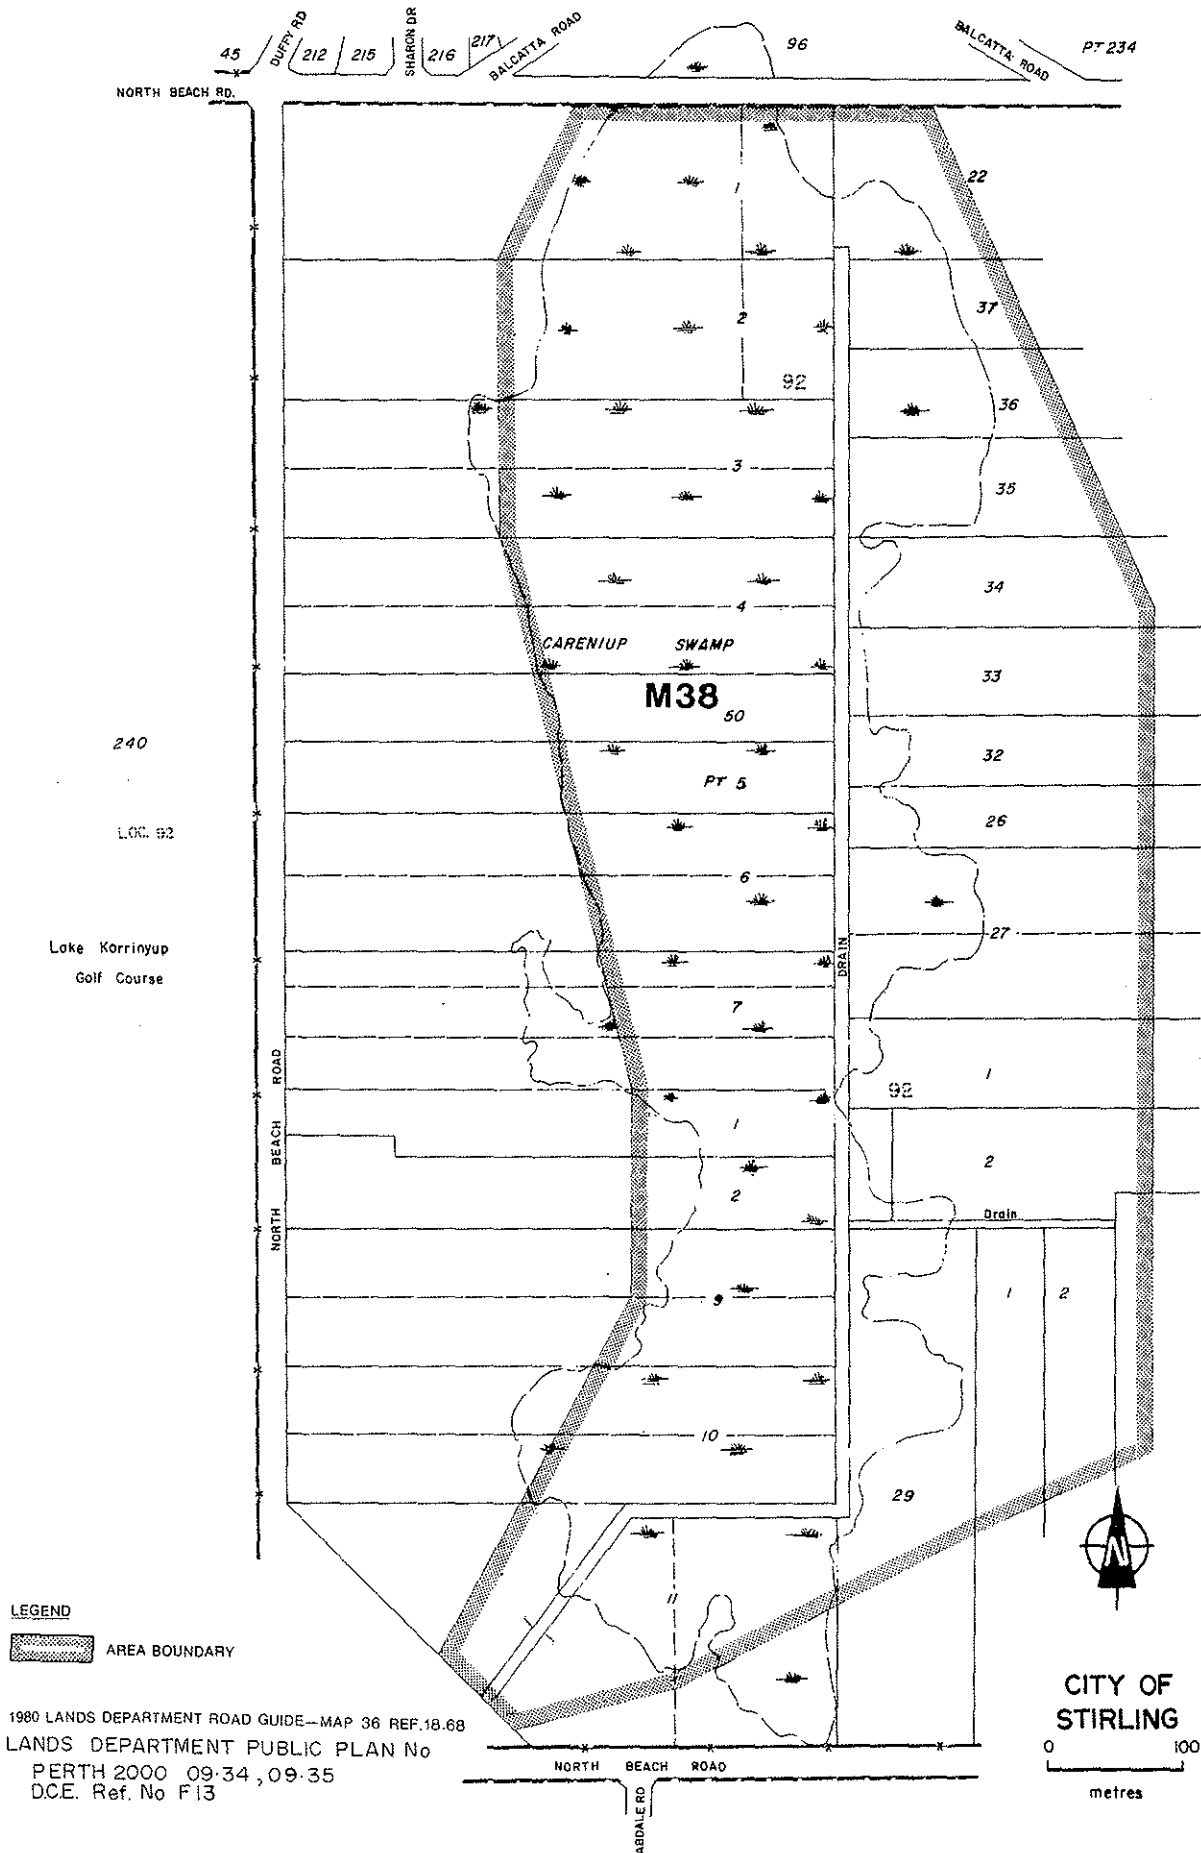 45
DUFFY RD
212
215
SHARON DR
216
217
BALCATTA ROAD
96
BALCATTA ROAD
PT 234
NORTH BEACH RD.
1
22
2
37
92
36
3
35
4
34
CARENIUP SWAMP
33
M38
50
240
32
PT 5
LOC. 92
26
6
27
Lake Karrinyup
Golf Course
DRAIN
7
NORTH BEACH ROAD
1
92
1
2
2
Drain
9
1
2
10
29
N
11
LEGEND
AREA BOUNDARY
CITY OF
STIRLING
1980 LANDS DEPARTMENT ROAD GUIDE—MAP 36 REF.18.68
LANDS DEPARTMENT PUBLIC PLAN No
PERTH 2000 09·34,09·35
D.C.E. Ref. No F13
0 100
metres
NORTH BEACH ROAD
ABDALE RD